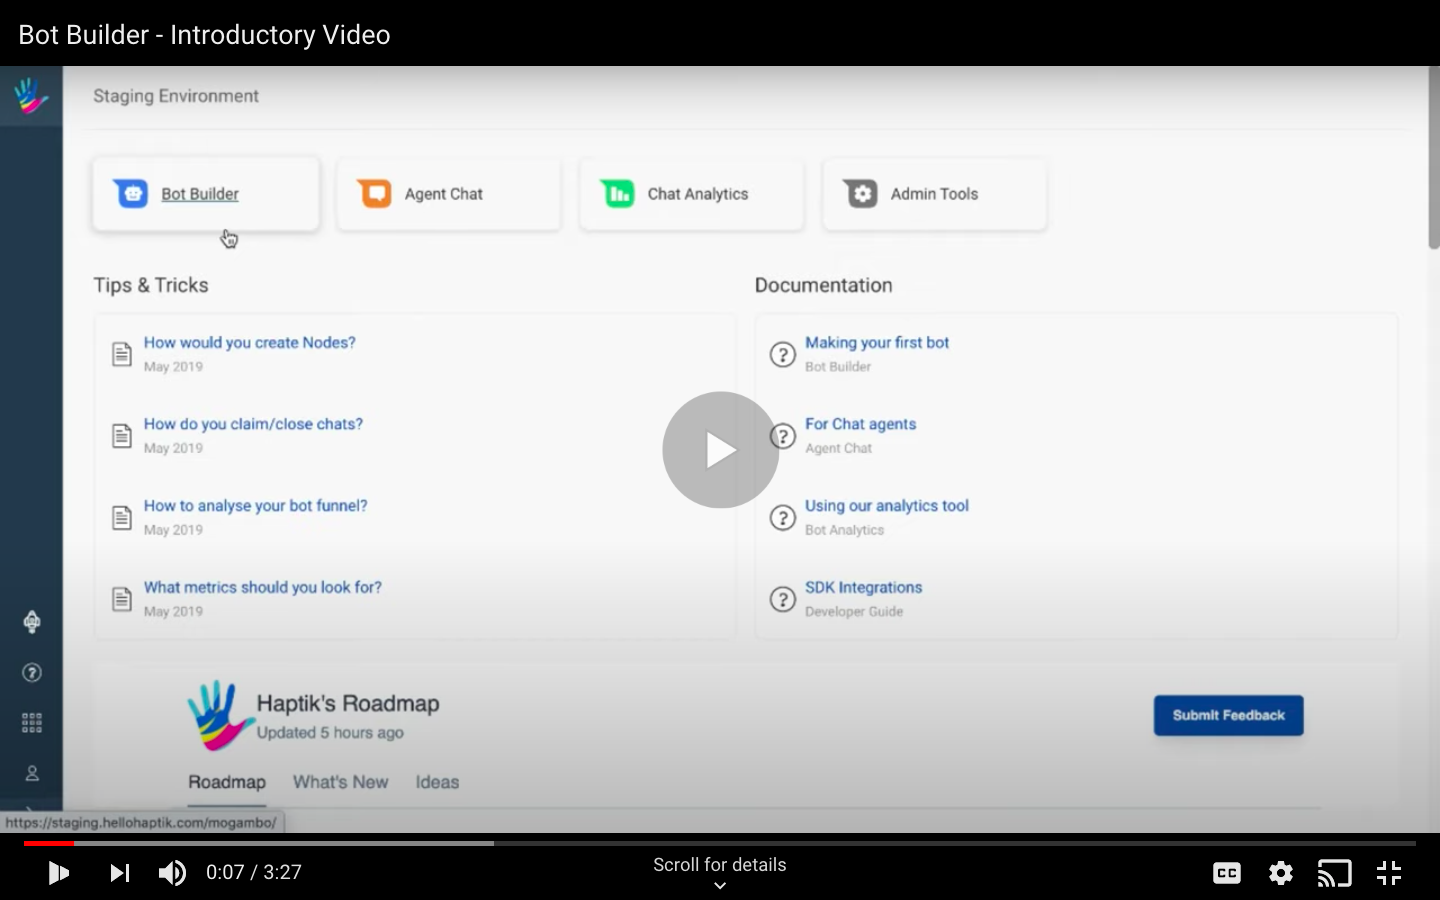 Bot Builder - Introductory Video
Staging Environment
Bot Builder
Agent Chat
Chat Analytics
Admin Tools
Tips & Tricks
How would you create Nodes?
May 2019
How do you claim/close chats?
May 2019
How to analyse your bot funnel?
May 2019
What metrics should you look for?
May 2019
Documentation
Making your first bot
Bot Builder
For Chat agents
Agent Chat
Using our analytics tool
Bot Analytics
SDK Integrations
Developer Guide
Haptik's Roadmap
Updated 5 hours ago
Submit Feedback
Roadmap What's New Ideas
https://staging.hellohaptik.com/mogambo/
0:07 / 3:27
Scroll for details
CC